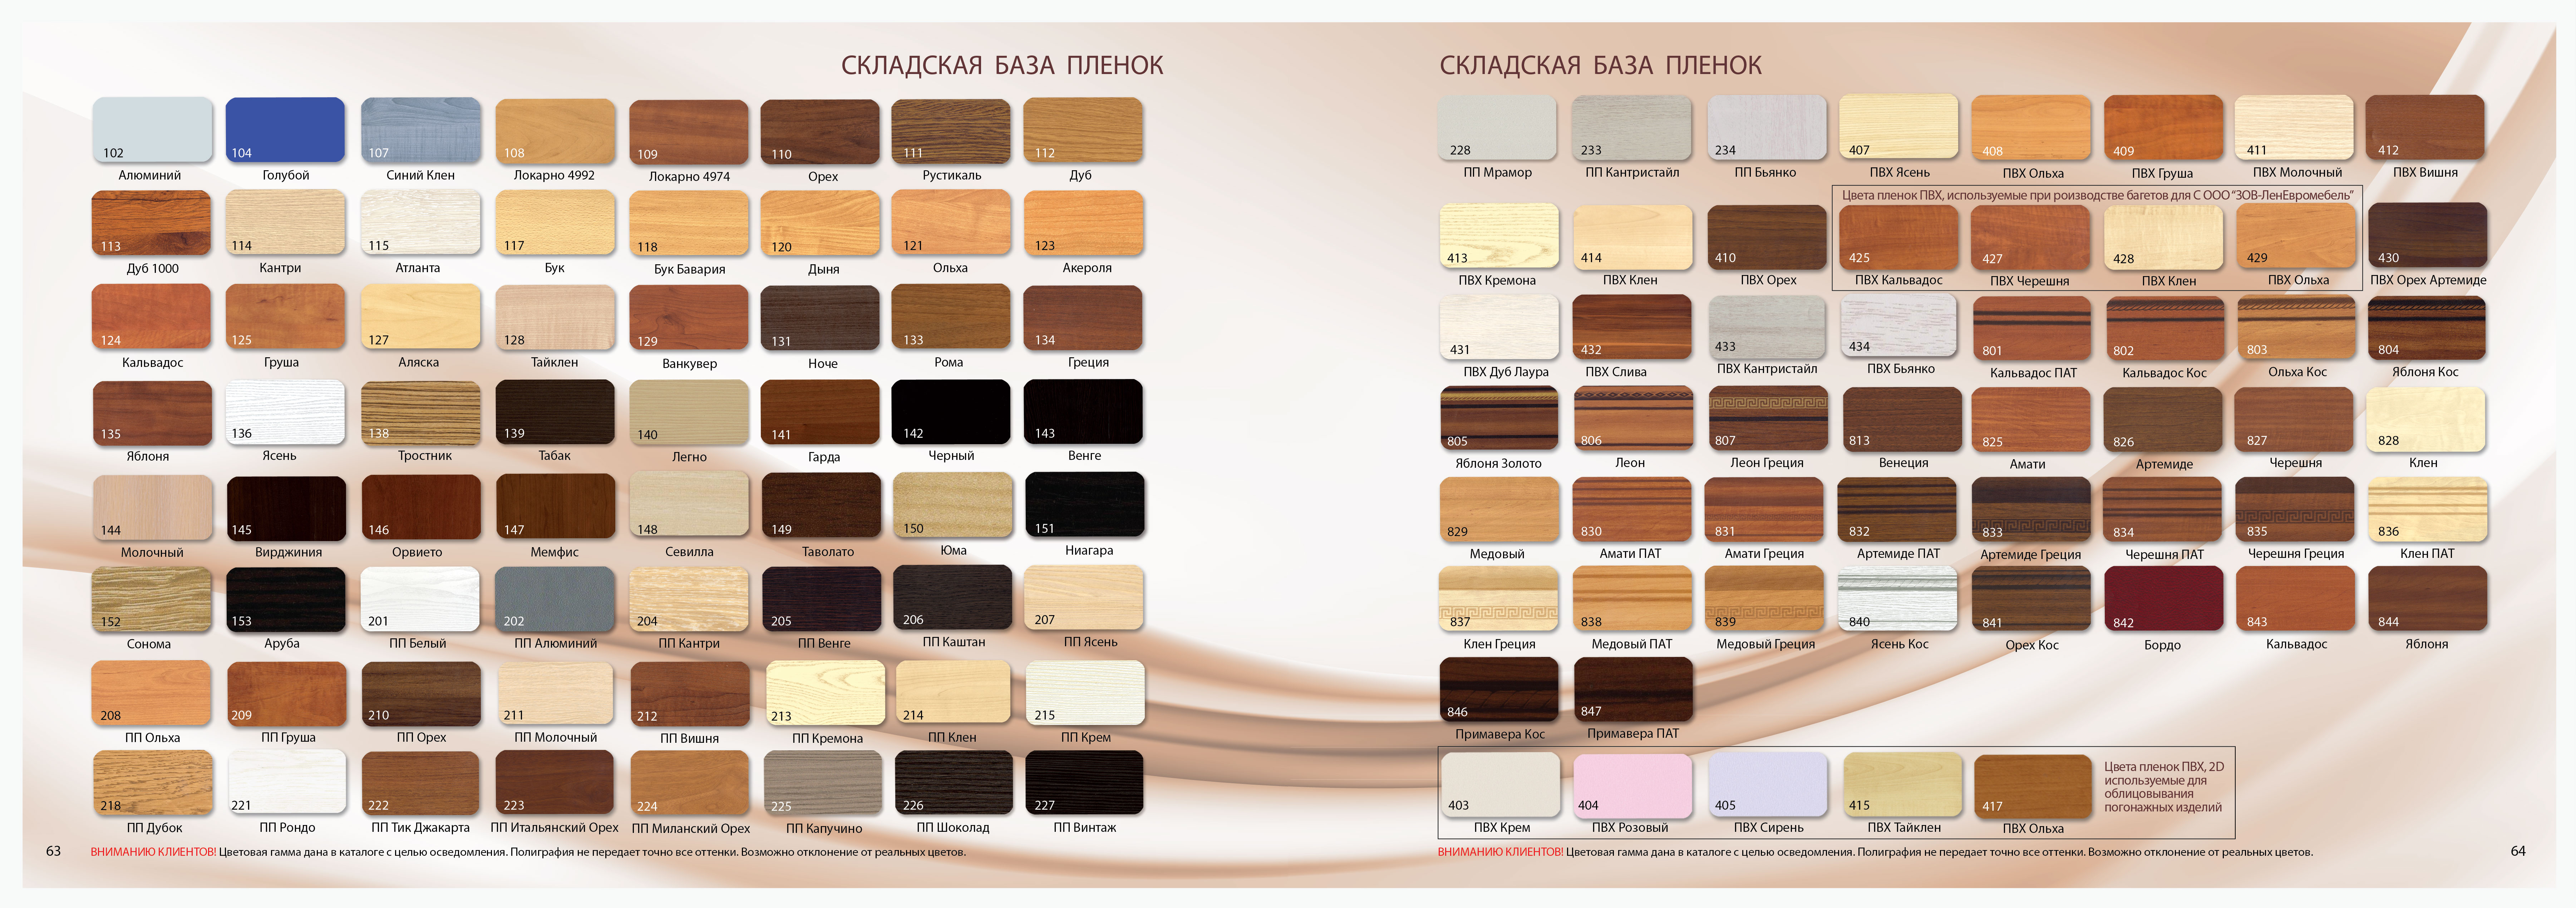 СКЛАДСКАЯ БАЗА ПЛЕНОК
102 104 107 108 109 110 111 112
Алюминий Голубой Синий Клен Локарно 4992 Локарно 4974 Орех Рустикаль Дуб
113 114 115 117 118 120 121 123
Дуб 1000 Кантри Атланта Бук Бук Бавария Дыня Ольха Акероля
124 125 127 128 129 131 133 134
Кальвадос Груша Аляска Тайклен Ванкувер Ноче Рома Греция
135 136 138 139 140 141 142 143
Яблоня Ясень Тростник Табак Легно Гарда Черный Венге
144 145 146 147 148 149 150 151
Молочный Вирджиния Орвието Мемфис Севилла Таволато Юма Ниагара
152 153 201 202 204 205 206 207
Сонома Аруба ПП Белый ПП Алюминий ПП Кантри ПП Венге ПП Каштан ПП Ясень
208 209 210 211 212 213 214 215
ПП Ольха ПП Груша ПП Орех ПП Молочный ПП Вишня ПП Кремона ПП Клен ПП Крем
218 221 222 223 224 225 226 227
ПП Дубок ПП Рондо ПП Тик Джакарта ПП Итальянский Орех ПП Миланский Орех ПП Капучино ПП Шоколад ПП Винтаж
63 ВНИМАНИЮ КЛИЕНТОВ! Цветовая гамма дана в каталоге с целью осведомления. Полиграфия не передает точно все оттенки. Возможно отклонение от реальных цветов.
СКЛАДСКАЯ БАЗА ПЛЕНОК
228 233 234 407 408 409 411 412
ПП Мрамор ПП Кантристайл ПП Бьянко ПВХ Ясень ПВХ Ольха ПВХ Груша ПВХ Молочный ПВХ Вишня
Цвета пленок ПВХ, используемые при роизводстве багетов для С ООО “ЗОВ-ЛенЕвромебель”
413 414 410 425 427 428 429 430
ПВХ Кремона ПВХ Клен ПВХ Орех ПВХ Кальвадос ПВХ Черешня ПВХ Клен ПВХ Ольха ПВХ Орех Артемиде
431 432 433 434 801 802 803 804
ПВХ Дуб Лаура ПВХ Слива ПВХ Кантристайл ПВХ Бьянко Кальвадос ПАТ Кальвадос Кос Ольха Кос Яблоня Кос
805 806 807 813 825 826 827 828
Яблоня Золото Леон Леон Греция Венеция Амати Артемиде Черешня Клен
829 830 831 832 833 834 835 836
Медовый Амати ПАТ Амати Греция Артемиде ПАТ Артемиде Греция Черешня ПАТ Черешня Греция Клен ПАТ
837 838 839 840 841 842 843 844
Клен Греция Медовый ПАТ Медовый Греция Ясень Кос Орех Кос Бордо Кальвадос Яблоня
846 847
Примавера Кос Примавера ПАТ
403 404 405 415 417
ПВХ Крем ПВХ Розовый ПВХ Сирень ПВХ Тайклен ПВХ Ольха
Цвета пленок ПВХ, 2D
используемые для
облицовывания
погонажных изделий
ВНИМАНИЮ КЛИЕНТОВ! Цветовая гамма дана в каталоге с целью осведомления. Полиграфия не передает точно все оттенки. Возможно отклонение от реальных цветов. 64